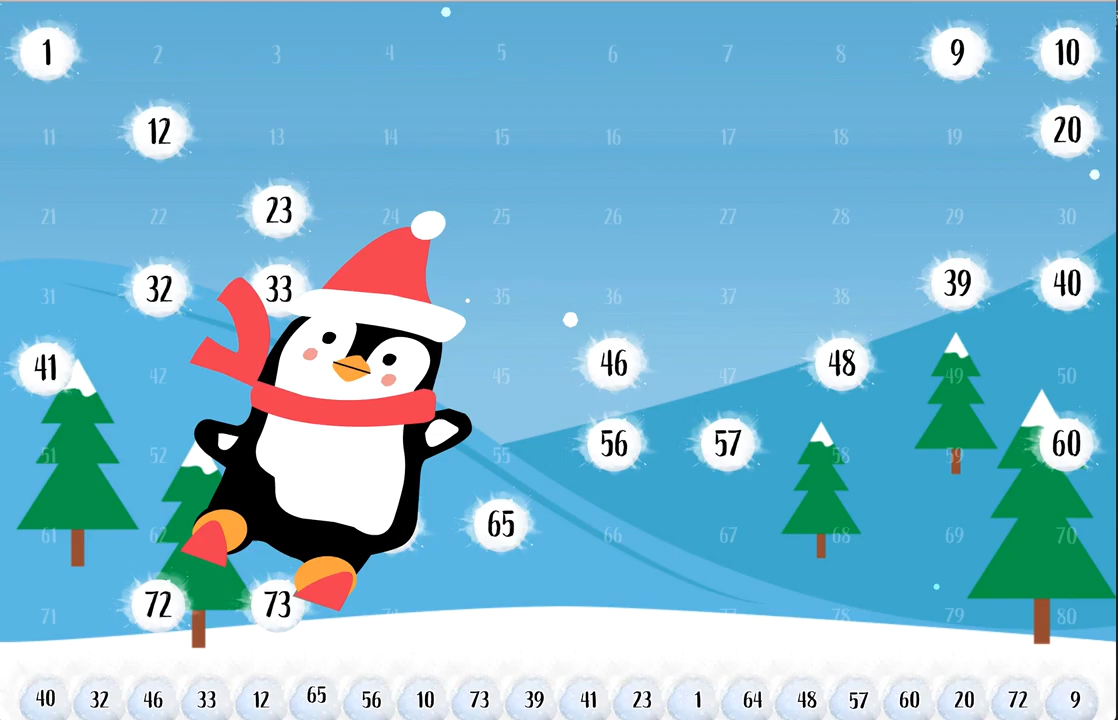 1 2 3 4 5 6 7 8 9 10
11 12 13 14 15 16 17 18 19 20
21 22 23 24 25 26 27 28 29 30
31 32 33 35 36 37 38 39 40
41 42 45 46 48 49 50
51 52 55 56 57 58 59 60
61 62 65 66 67 68 69 70
71 72 73 74 77 78 79 80
40 32 46 33 12 65 56 10 73 39 41 23 1 64 48 57 60 20 72 9